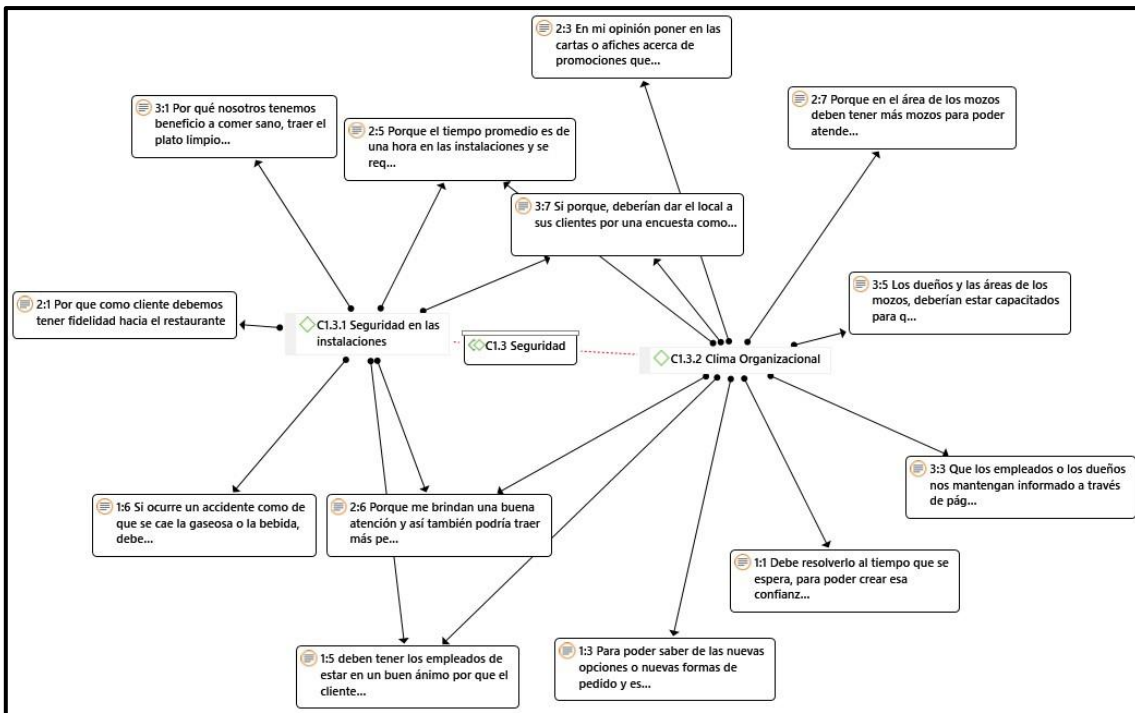 2:3 En mi opinión poner en las
cartas o afiches acerca de
promociones que...
3:1 Por qué nosotros tenemos
beneficio a comer sano, traer el
plato limpio...
2:5 Porque el tiempo promedio es de
una hora en las instalaciones y se
req...
2:7 Porque en el área de los mozos
deben tener más mozos para poder
atende...
3:7 Si porque, deberían dar el local a
sus clientes por una encuesta como...
2:1 Por que como cliente debemos
tener fidelidad hacia el restaurante
C1.3.1 Seguridad en las
instalaciones
C1.3 Seguridad
C1.3.2 Clima Organizacional
3:5 Los dueños y las áreas de los
mozos, deberían estar capacitados
para q...
1:6 Si ocurre un accidente como de
que se cae la gaseosa o la bebida,
debe...
2:6 Porque me brindan una buena
atención y así también podría traer
más pe...
3:3 Que los empleados o los dueños
nos mantengan informado a través
de pág...
1:1 Debe resolverlo al tiempo que se
espera, para poder crear esa
confianz...
1:5 deben tener los empleados de
estar en un buen ánimo por que el
cliente...
1:3 Para poder saber de las nuevas
opciones o nuevas formas de
pedido y es...